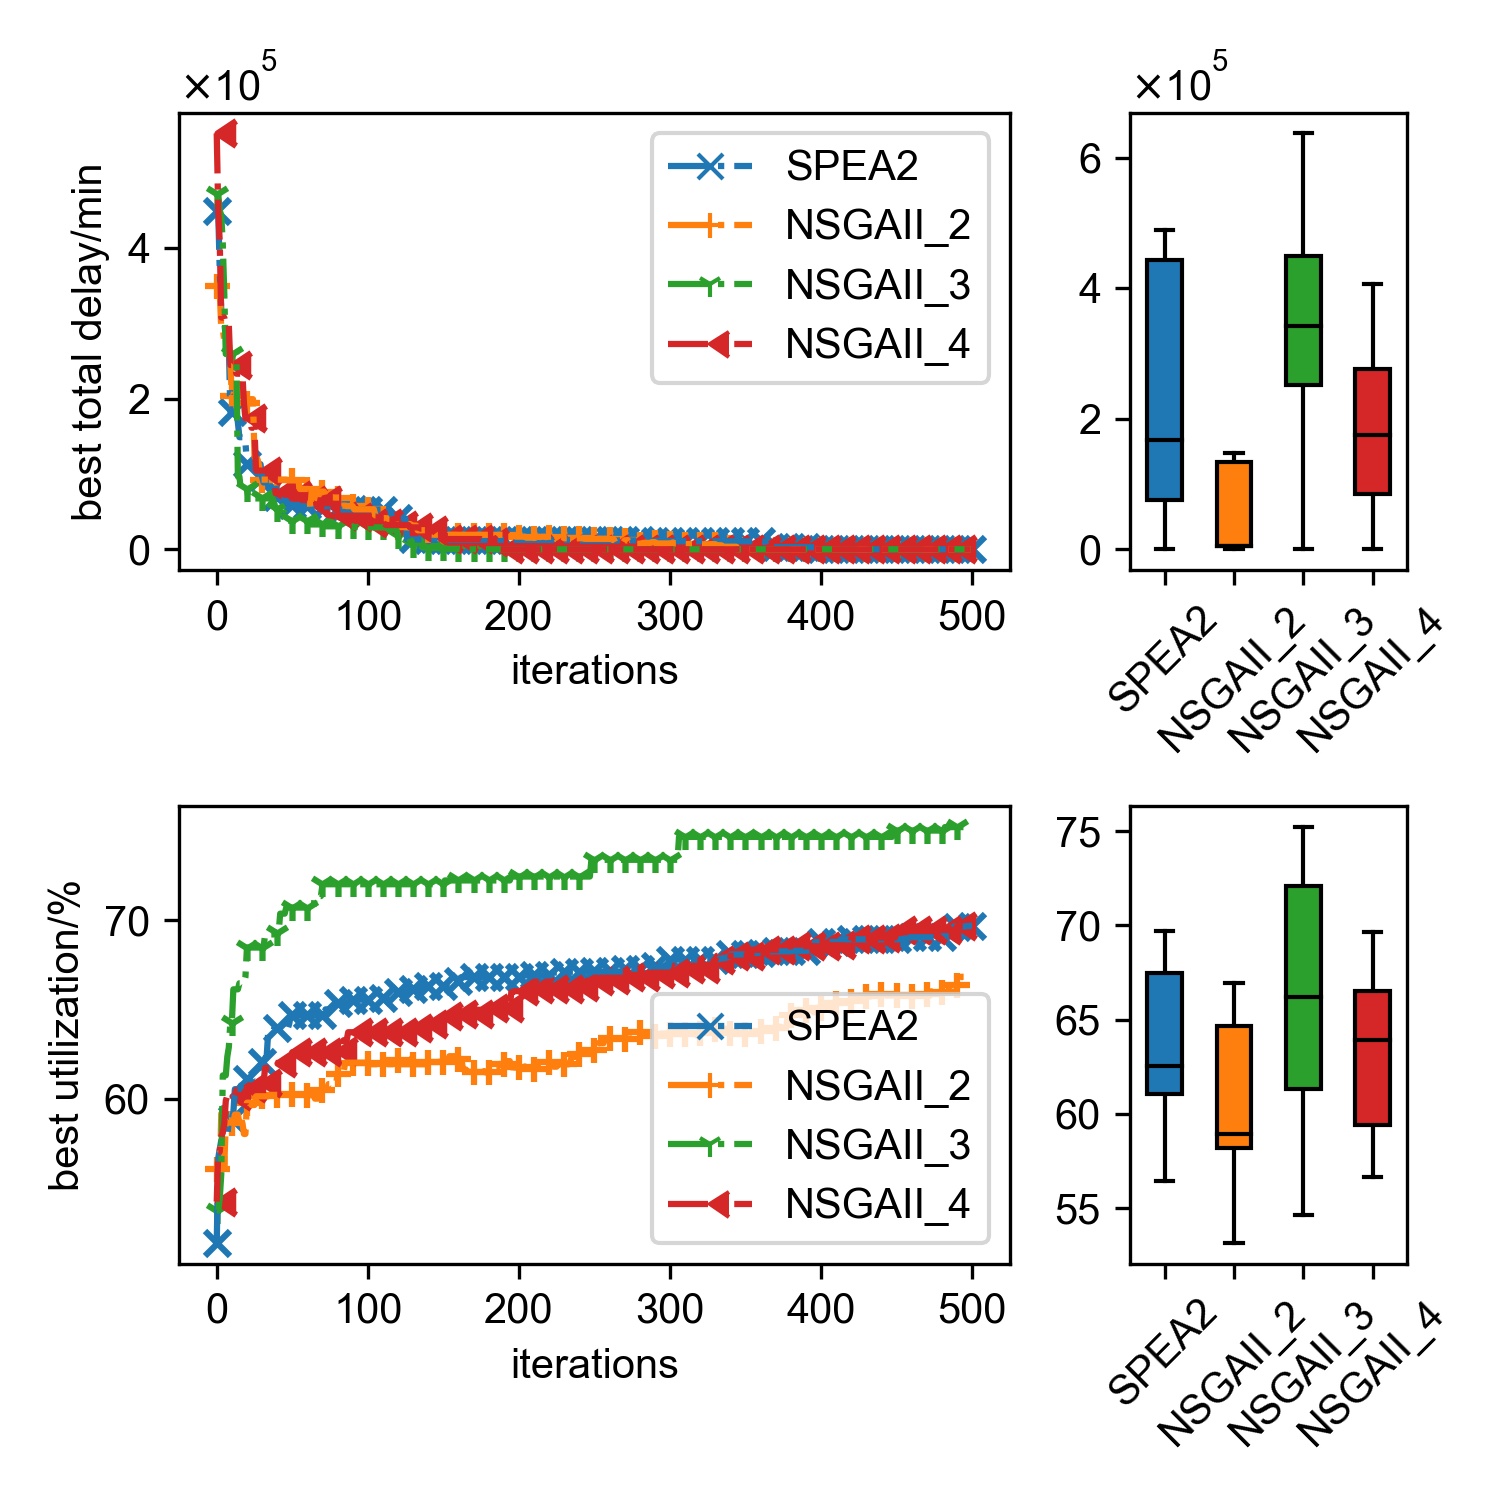 ×10^5
best total delay/min
4
2
0
0 100 200 300 400 500
iterations
SPEA2
NSGAII_2
NSGAII_3
NSGAII_4
×10^5
6
4
2
0
SPEA2
NSGAII_2
NSGAII_3
NSGAII_4
best utilization/%
70
60
0 100 200 300 400 500
iterations
SPEA2
NSGAII_2
NSGAII_3
NSGAII_4
75
70
65
60
55
SPEA2
NSGAII_2
NSGAII_3
NSGAII_4